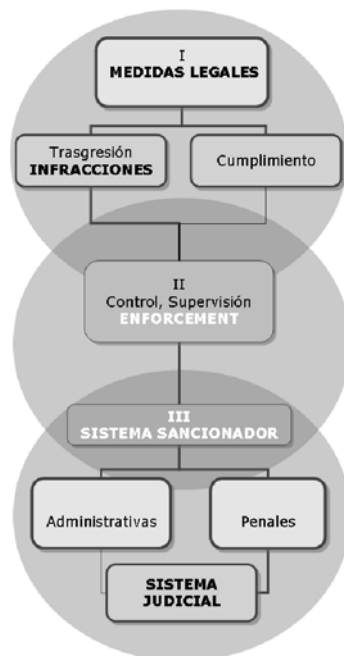 I
MEDIDAS LEGALES
Trasgresión
INFRACCIONES
Cumplimiento
II
Control, Supervisión
ENFORCEMENT
III
SISTEMA SANCIONADOR
Administrativas
Penales
SISTEMA
JUDICIAL